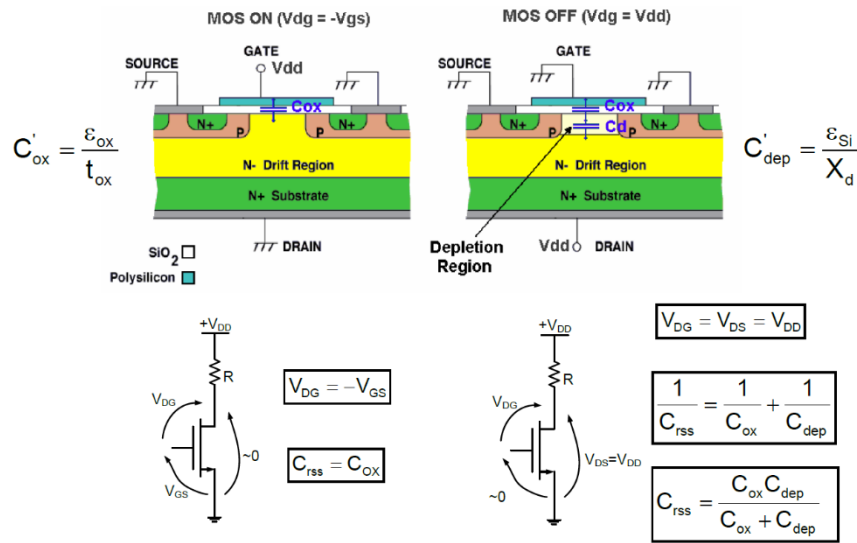 MOS ON (Vdg = -Vgs)
MOS OFF (Vdg = Vdd)
SOURCE
GATE
Vdd
Cox
N+
P
P
N+
N- Drift Region
N+ Substrate
DRAIN
SiO2
Polysilicon
C'ox = εox / tox
SOURCE
GATE
Cox
Cd
N+
P
P
N+
N- Drift Region
N+ Substrate
Depletion
Region
Vdd
DRAIN
C'dep = εSi / Xd
+VDD
R
VDG
VGS
~0
VDG = -VGS
Crss = COX
+VDD
R
VDG
~0
VDS=VDD
VDG = VDS = VDD
1/Crss = 1/Cox + 1/Cdep
Crss = CoxCdep / Cox + Cdep